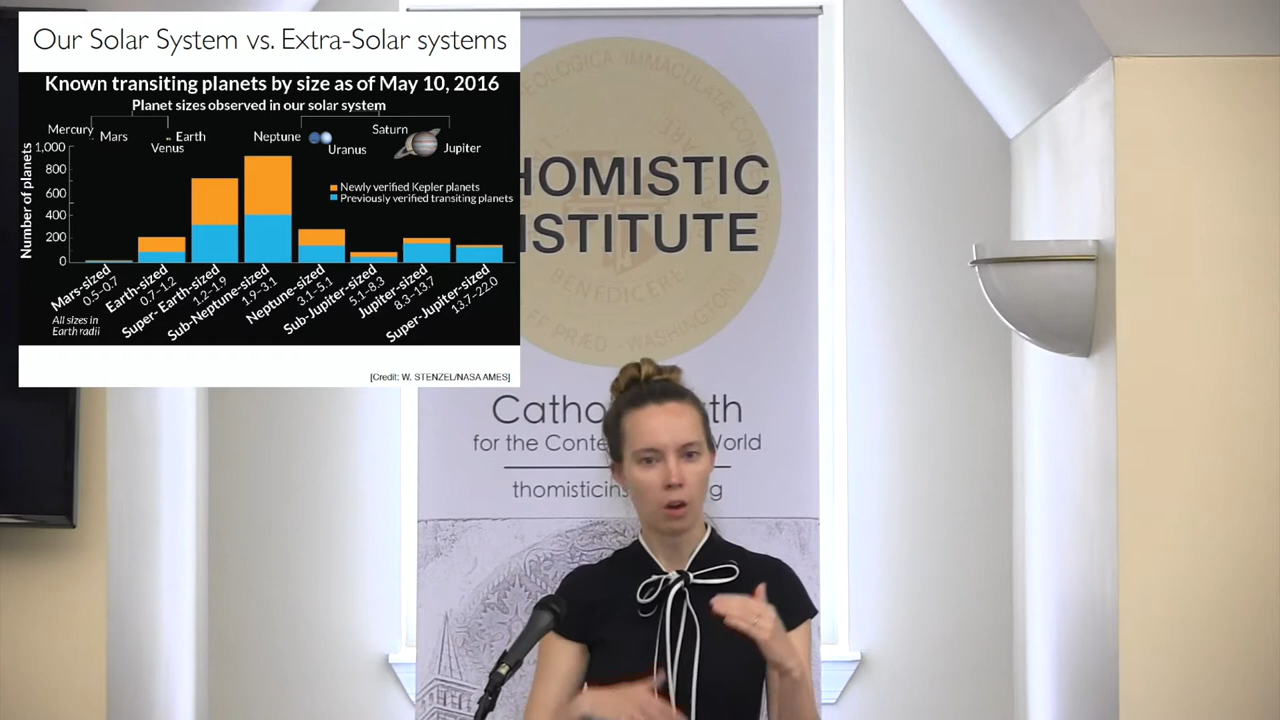 Our Solar System vs. Extra-Solar systems
Known transiting planets by size as of May 10, 2016
Planet sizes observed in our solar system
Mercury
Mars
Venus
Earth
Neptune
Uranus
Saturn
Jupiter
Number of planets
1,000
800
600
400
200
0
Newly verified Kepler planets
Previously verified transiting planets
Mars-sized
0.5–0.7
Earth-sized
0.7–1.2
Super- Earth-sized
1.2–1.9
Sub-Neptune-sized
1.9–3.1
Neptune-sized
3.1–5.1
Sub-Jupiter-sized
5.1–8.3
Jupiter-sized
8.3–13.7
Super-Jupiter-sized
13.7–22.0
All sizes in
Earth radii
[Credit: W. STENZEL/NASA AMES]
HOMISTIC
STITUTE
BENEDICERE
Catho th
for the Conte World
thomisticins g